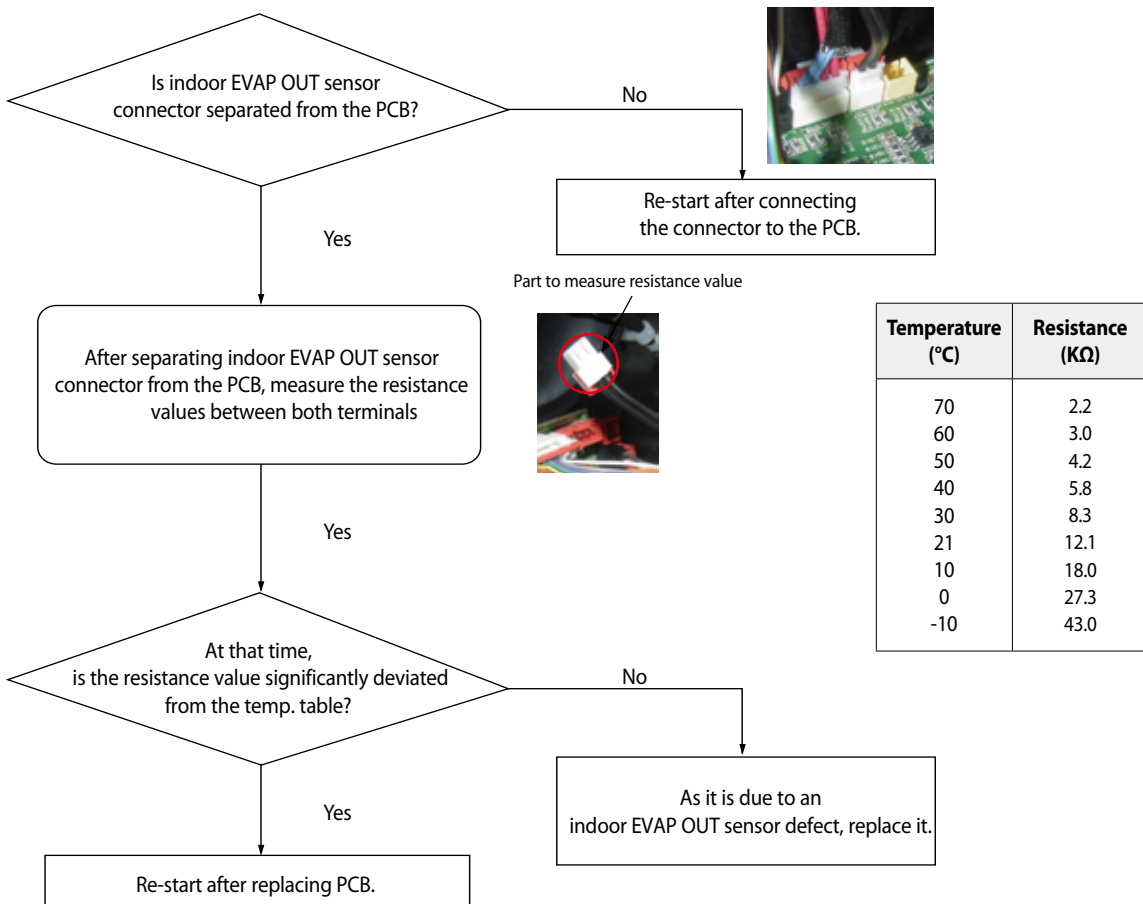 Is indoor EVAP OUT sensor
connector separated from the PCB?
No
Re-start after connecting
the connector to the PCB.
Yes
Part to measure resistance value
After separating indoor EVAP OUT sensor
connector from the PCB, measure the resistance
values between both terminals
Temperature (°C) Resistance (KΩ)
70 2.2
60 3.0
50 4.2
40 5.8
30 8.3
21 12.1
10 18.0
0 27.3
-10 43.0
Yes
At that time,
is the resistance value significantly deviated
from the temp. table?
No
As it is due to an
indoor EVAP OUT sensor defect, replace it.
Yes
Re-start after replacing PCB.